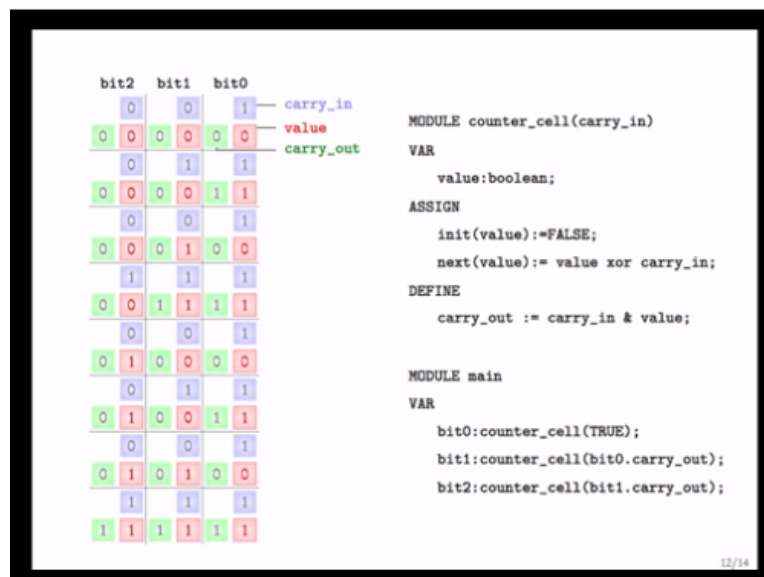 bit2 bit1 bit0
0 0 1 carry_in
0 0 0 0 0 0 value
carry_out
0 1 1
0 0 0 0 1 1
0 0 1
0 0 0 1 0 0
1 1 1
0 0 1 1 1 1
0 0 1
0 1 0 0 0 0
0 1 1
0 1 0 0 1 1
0 0 1
0 1 0 1 0 0
1 1 1
1 1 1 1 1 1
MODULE counter_cell(carry_in)
VAR
value:boolean;
ASSIGN
init(value):=FALSE;
next(value):= value xor carry_in;
DEFINE
carry_out := carry_in & value;
MODULE main
VAR
bit0:counter_cell(TRUE);
bit1:counter_cell(bit0.carry_out);
bit2:counter_cell(bit1.carry_out);
12/14